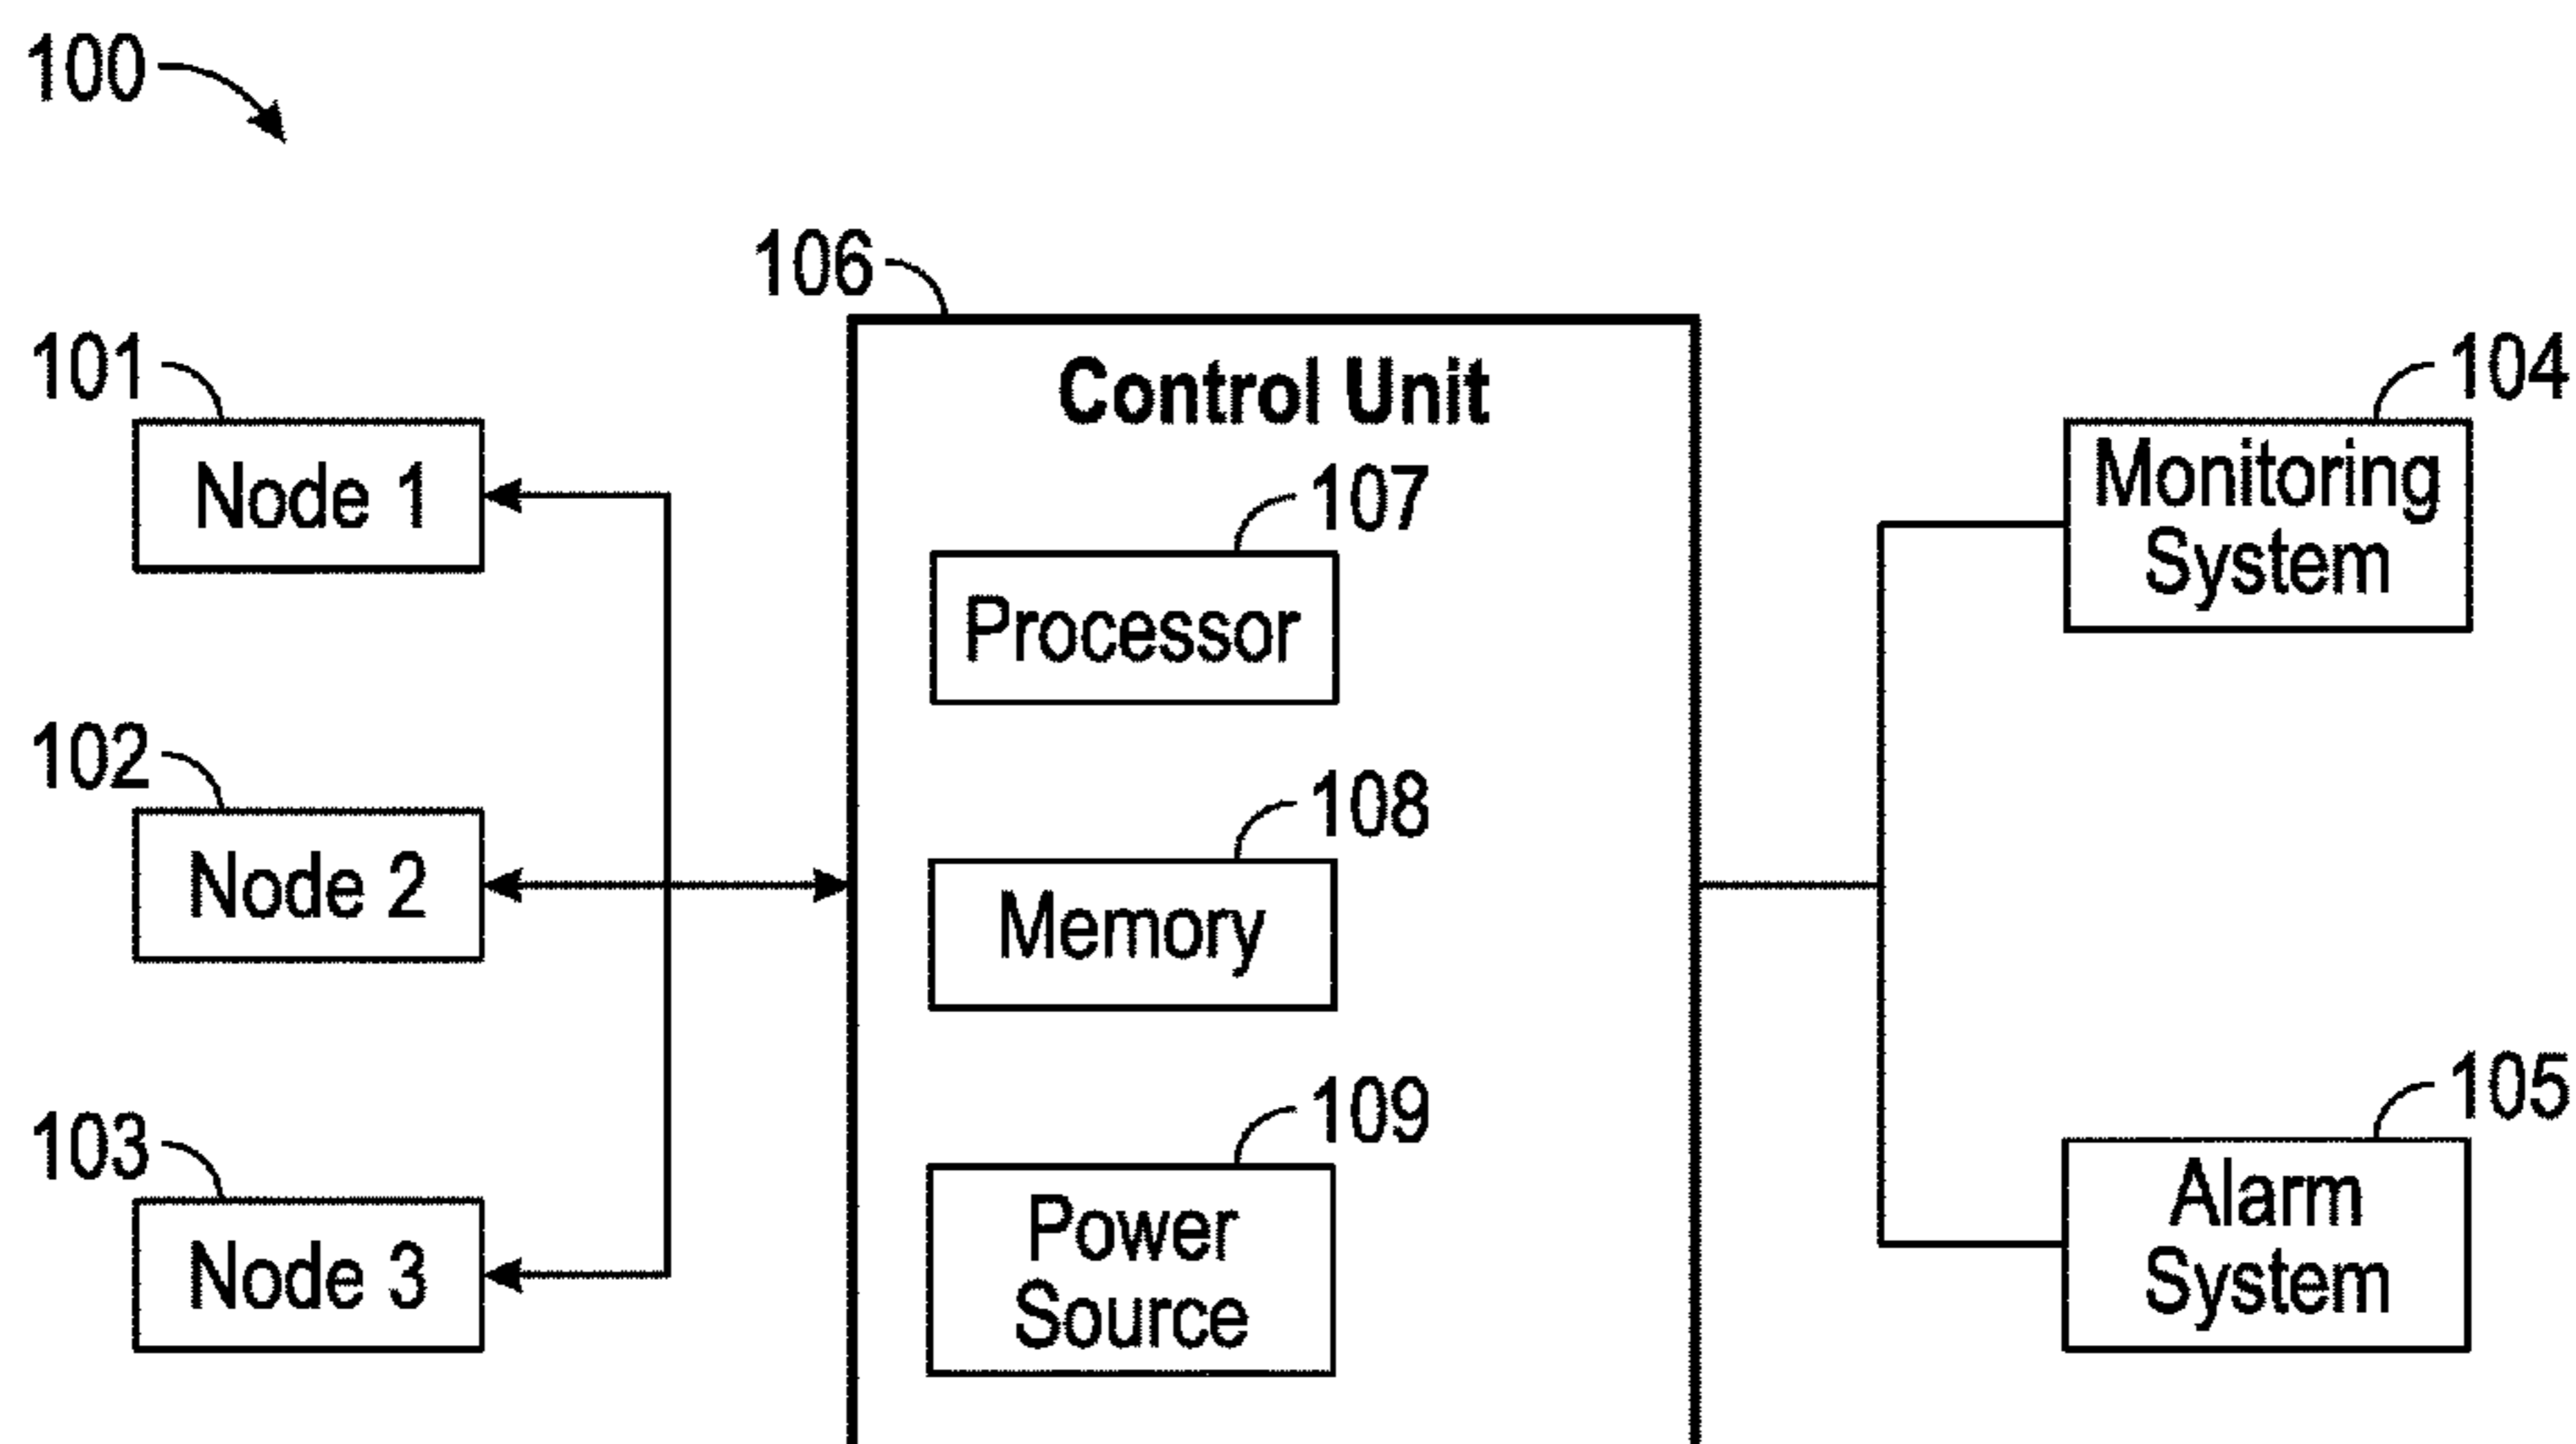 100
106
101
Control Unit
104
Node 1
107
Monitoring
System
Processor
102
108
Node 2
Memory
103
109
105
Node 3
Power
Source
Alarm
System